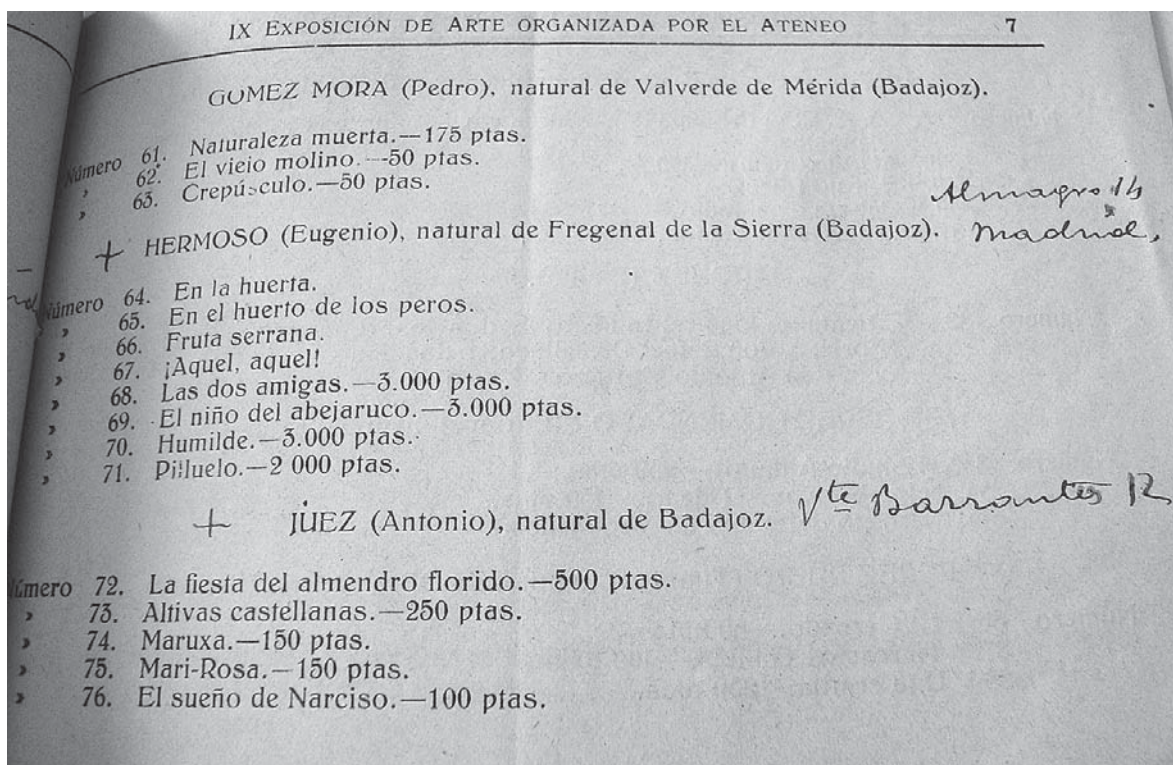 IX EXPOSICIÓN DE ARTE ORGANIZADA POR EL ATENEO 7
GOMEZ MORA (Pedro), natural de Valverde de Mérida (Badajoz).
Número 61. Naturaleza muerta.—175 ptas.
» 62. El viejo molino.—50 ptas.
» 63. Crepúsculo.—50 ptas.
Almagro 14
+ HERMOSO (Eugenio), natural de Fregenal de la Sierra (Badajoz). Madrid,
Número 64. En la huerta.
» 65. En el huerto de los peros.
» 66. Fruta serrana.
» 67. ¡Aquel, aquel!
» 68. Las dos amigas.—3.000 ptas.
» 69. El niño del abejaruco.—3.000 ptas.
» 70. Humilde.—3.000 ptas.
» 71. Pilluelo.—2 000 ptas.
+ JUEZ (Antonio), natural de Badajoz. Vte Barrantes 12
Número 72. La fiesta del almendro florido.—500 ptas.
» 73. Altivas castellanas.—250 ptas.
» 74. Maruxa.—150 ptas.
» 75. Mari-Rosa.—150 ptas.
» 76. El sueño de Narciso.—100 ptas.